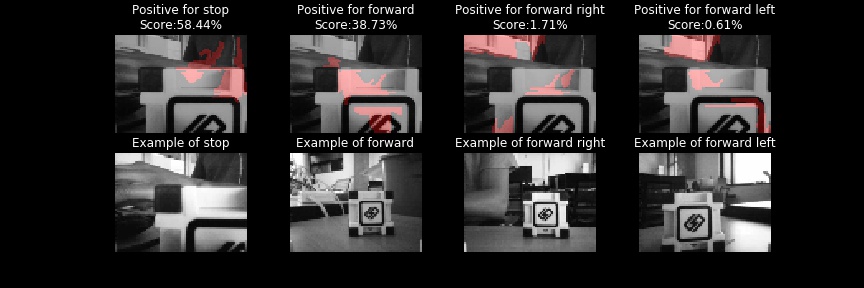 Positive for stop
Score:58.44%
Positive for forward
Score:38.73%
Positive for forward right
Score:1.71%
Positive for forward left
Score:0.61%
Example of stop
Example of forward
Example of forward right
Example of forward left